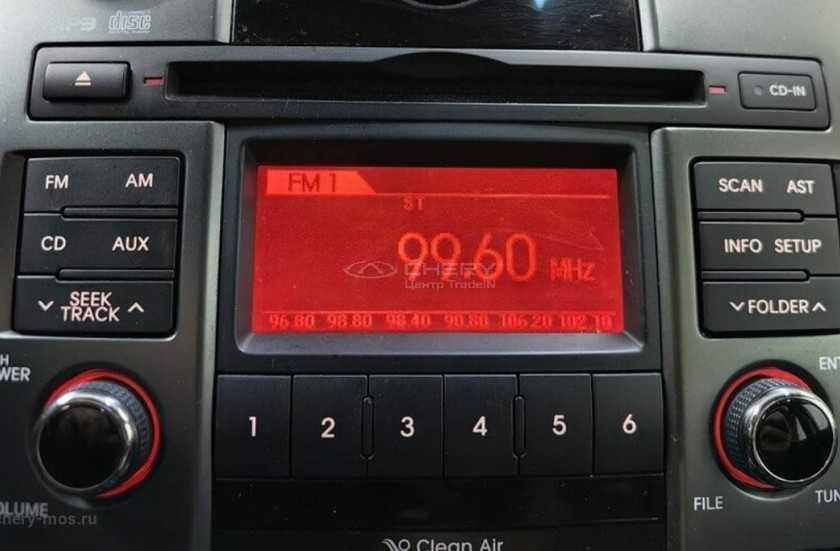 MP3 disc
CD-IN
FM AM
CD AUX
SEEK
TRACK
FM 1
ST
99.60 MHz
CHERY
Центр TradeIN
96.80 98.80 98.40 90.80 106.20 102.10
SCAN AST
INFO SETUP
FOLDER
VOLUME
1 2 3 4 5 6
FILE
Clean Air
chery-mos.ru